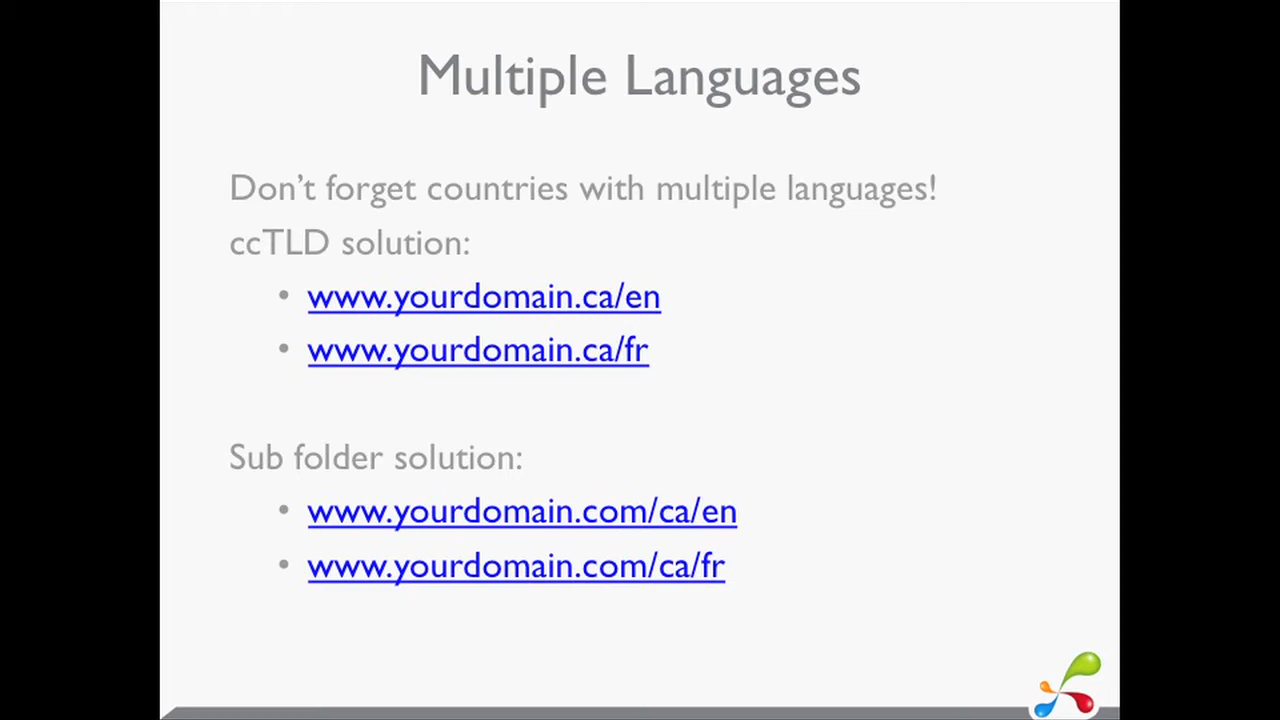 Multiple Languages
Don’t forget countries with multiple languages!
ccTLD solution:
• www.yourdomain.ca/en
• www.yourdomain.ca/fr
Sub folder solution:
• www.yourdomain.com/ca/en
• www.yourdomain.com/ca/fr